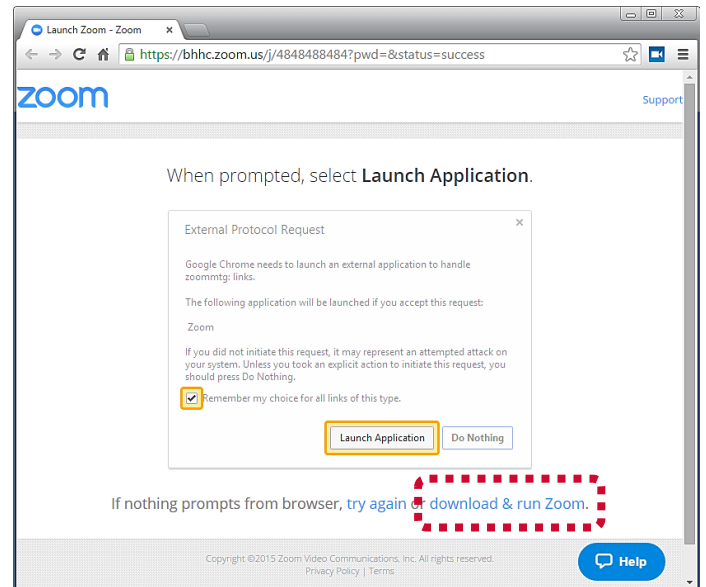 Launch Zoom - Zoom
https://bhhc.zoom.us/j/4848488484?pwd=&status=success
zoom
Support
When prompted, select Launch Application.
External Protocol Request
Google Chrome needs to launch an external application to handle
zoommtg: links.
The following application will be launched if you accept this request:
Zoom
If you did not initiate this request, it may represent an attempted attack on
your system. Unless you took an explicit action to initiate this request, you
should press Do Nothing.
Remember my choice for all links of this type.
Launch Application
Do Nothing
If nothing prompts from browser, try again or download & run Zoom.
Copyright ©2015 Zoom Video Communications, Inc. All rights reserved.
Privacy Policy | Terms
Help